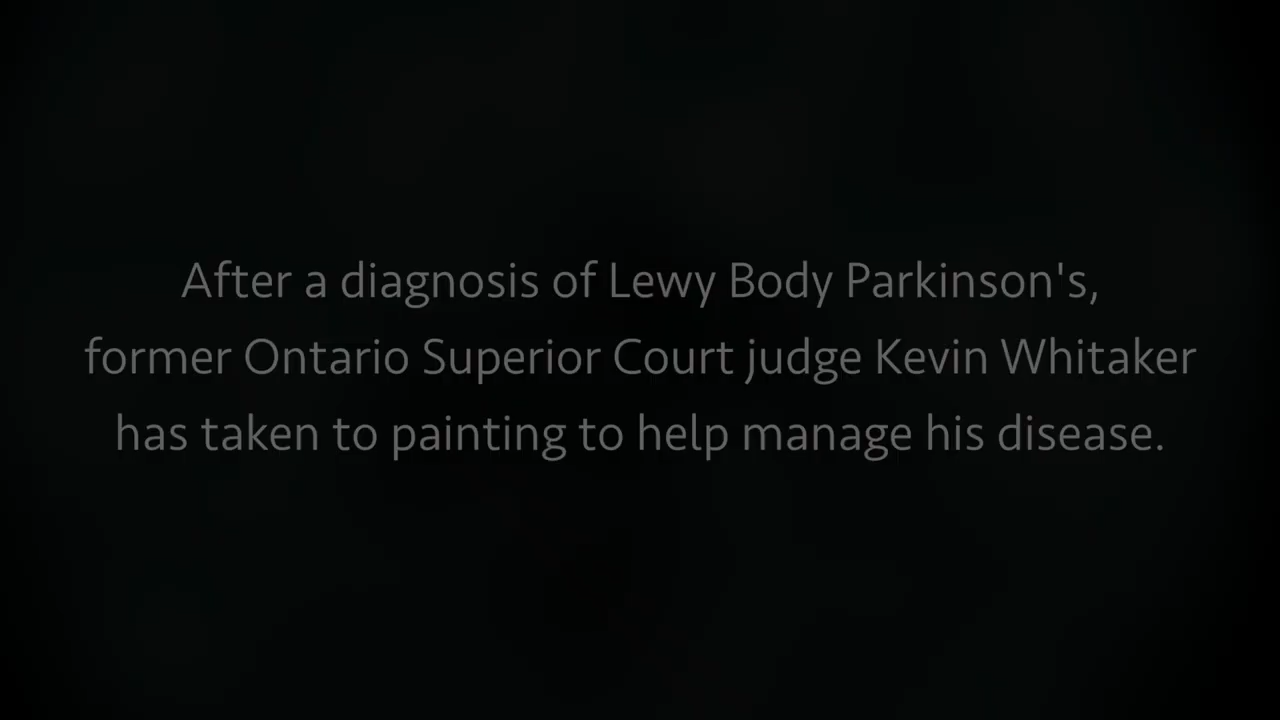 After a diagnosis of Lewy Body Parkinson's,
former Ontario Superior Court judge Kevin Whitaker
has taken to painting to help manage his disease.